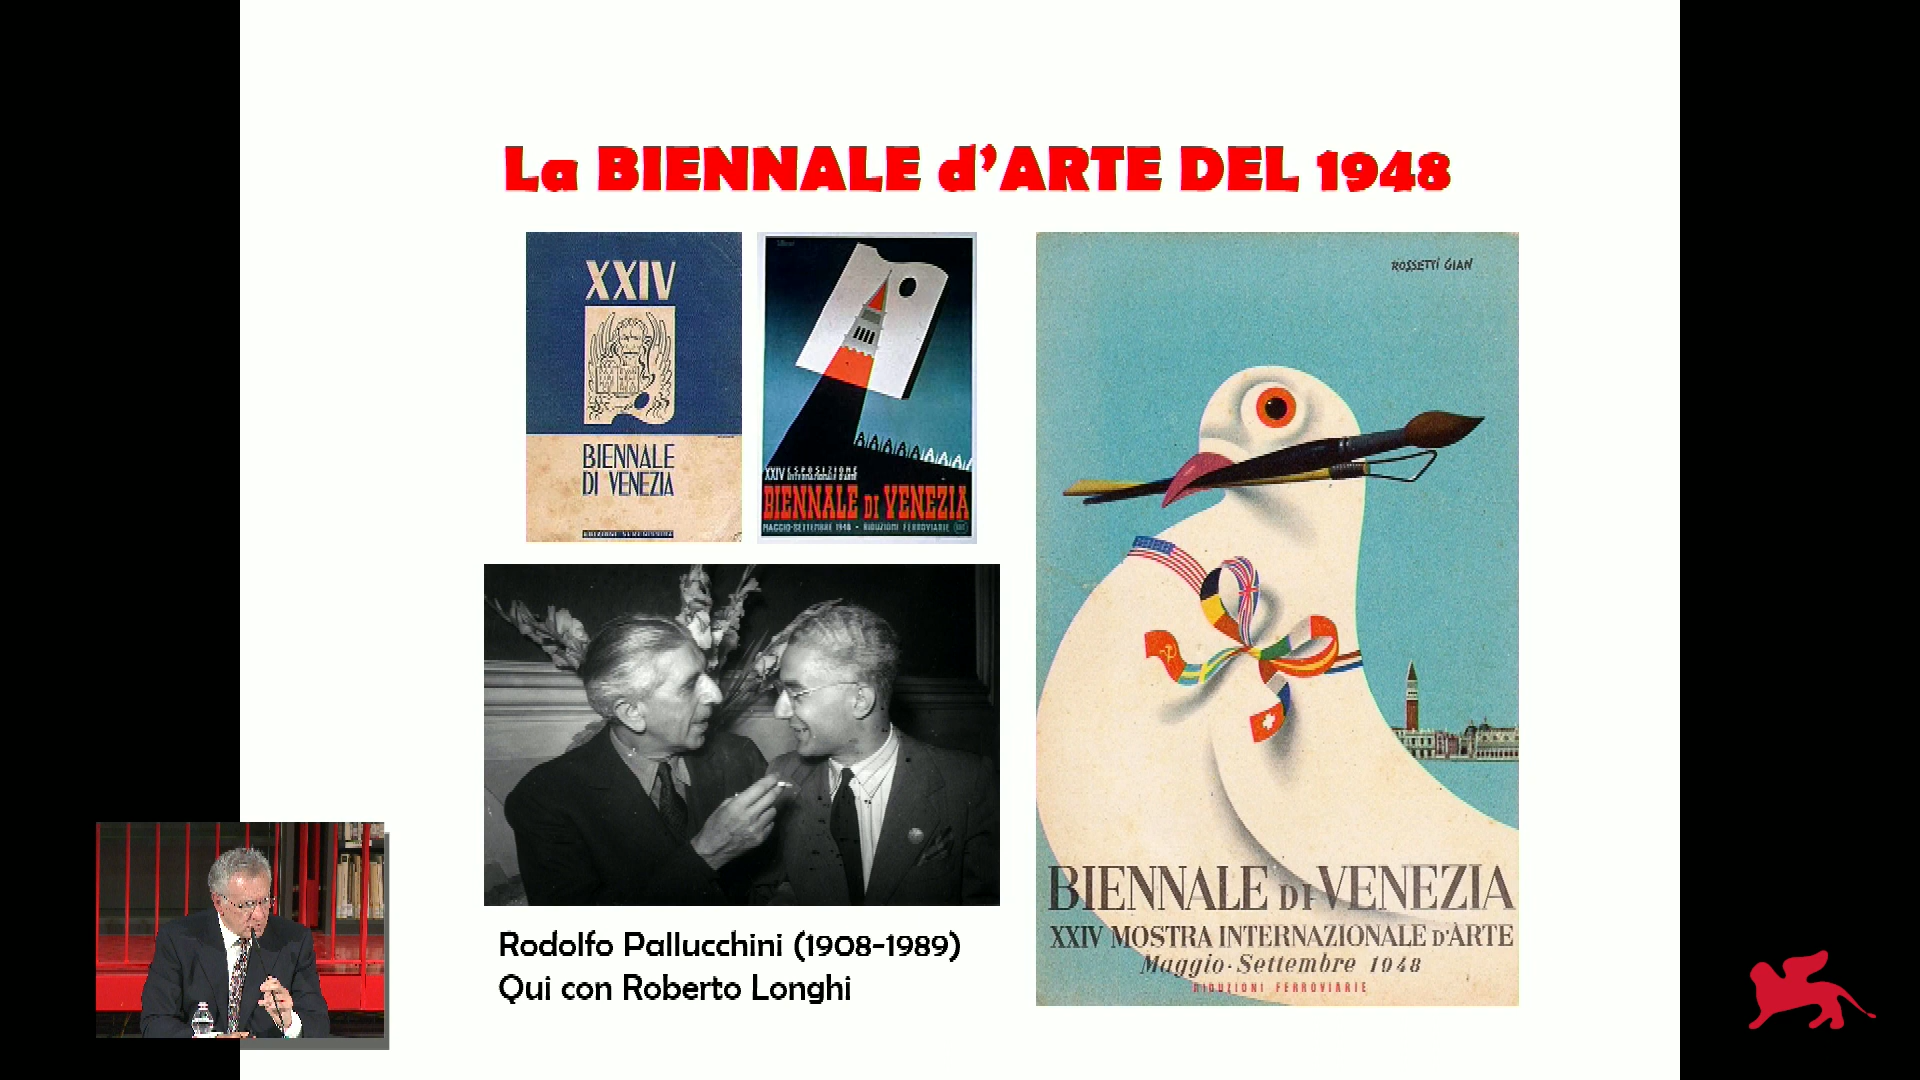 La BIENNALE d'ARTE DEL 1948
XXIV
BIENNALE
DI VENEZIA
XXIV ESPOSIZIONE
Internazionale d'Arte
BIENNALE DI VENEZIA
MAGGIO-SETTEMBRE 1948 - RIDUZIONI FERROVIARIE
Rodolfo Pallucchini (1908-1989)
Qui con Roberto Longhi
ROSSETTI GIAN
BIENNALE DI VENEZIA
XXIV MOSTRA INTERNAZIONALE D'ARTE
Maggio-Settembre 1948
RIDUZIONI FERROVIARIE